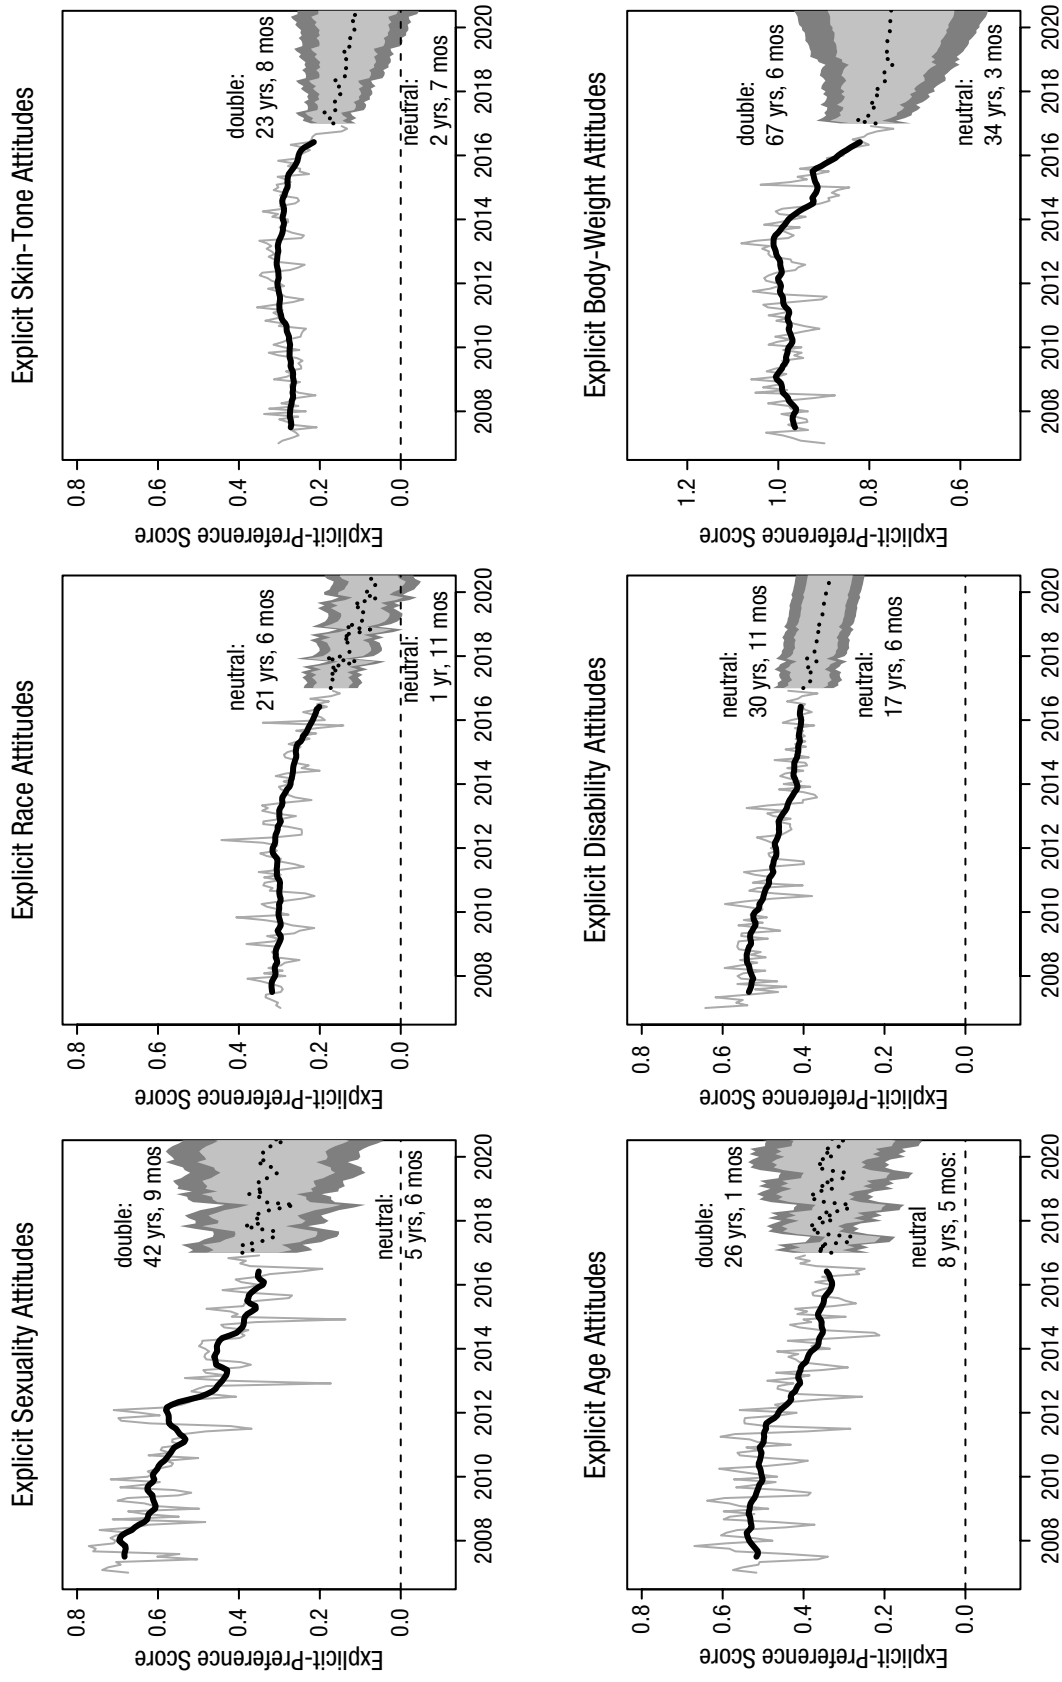 Explicit Sexuality Attitudes
Explicit-Preference Score
0.8
0.6
0.4
0.2
0.0
double:
42 yrs, 9 mos
neutral:
5 yrs, 6 mos
2008 2010 2012 2014 2016 2018 2020
Explicit Race Attitudes
Explicit-Preference Score
0.8
0.6
0.4
0.2
0.0
neutral:
21 yrs, 6 mos
neutral:
1 yr, 11 mos
2008 2010 2012 2014 2016 2018 2020
Explicit Skin-Tone Attitudes
Explicit-Preference Score
0.8
0.6
0.4
0.2
0.0
double:
23 yrs, 8 mos
neutral:
2 yrs, 7 mos
2008 2010 2012 2014 2016 2018 2020
Explicit Age Attitudes
Explicit-Preference Score
0.8
0.6
0.4
0.2
0.0
double:
26 yrs, 1 mos
neutral
8 yrs, 5 mos:
2008 2010 2012 2014 2016 2018 2020
Explicit Disability Attitudes
Explicit-Preference Score
0.8
0.6
0.4
0.2
0.0
neutral:
30 yrs, 11 mos
neutral:
17 yrs, 6 mos
2008 2010 2012 2014 2016 2018 2020
Explicit Body-Weight Attitudes
Explicit-Preference Score
1.2
1.0
0.8
0.6
double:
67 yrs, 6 mos
neutral:
34 yrs, 3 mos
2008 2010 2012 2014 2016 2018 2020